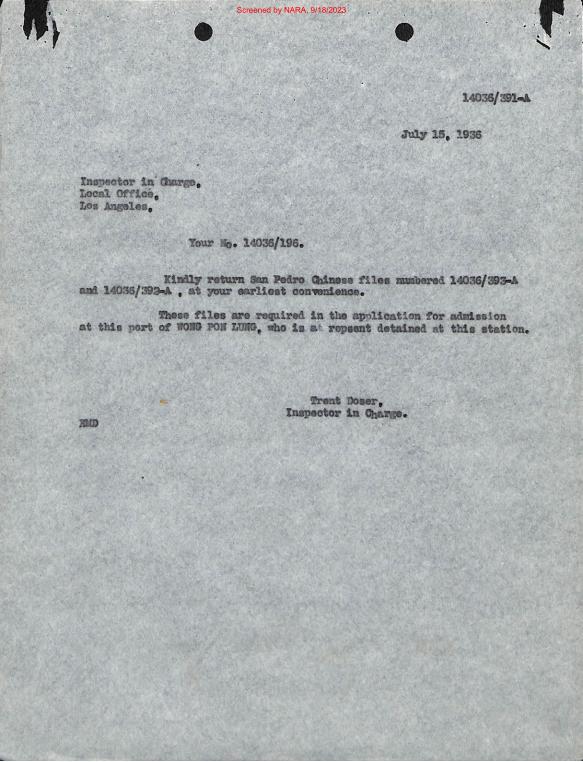 Screened by NARA, 9/18/2023
14036/391-A
July 15, 1936
Inspector in Charge,
Local Office,
Los Angeles,
Your No. 14036/196.
Kindly return San Pedro Chinese files numbered 14036/393-A
and 14036/392-A , at your earliest convenience.
These files are required in the application for admission
at this port of WONG PON LUNG, who is at repsent detained at this station.
Trent Doser,
Inspector in Charge.
RMD